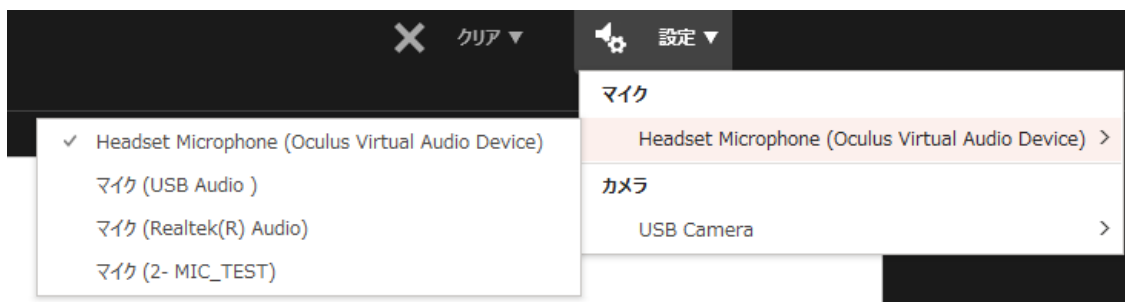 クリア ▼
設定 ▼
マイク
Headset Microphone (Oculus Virtual Audio Device)
カメラ
USB Camera
Headset Microphone (Oculus Virtual Audio Device)
マイク (USB Audio )
マイク (Realtek(R) Audio)
マイク (2- MIC_TEST)